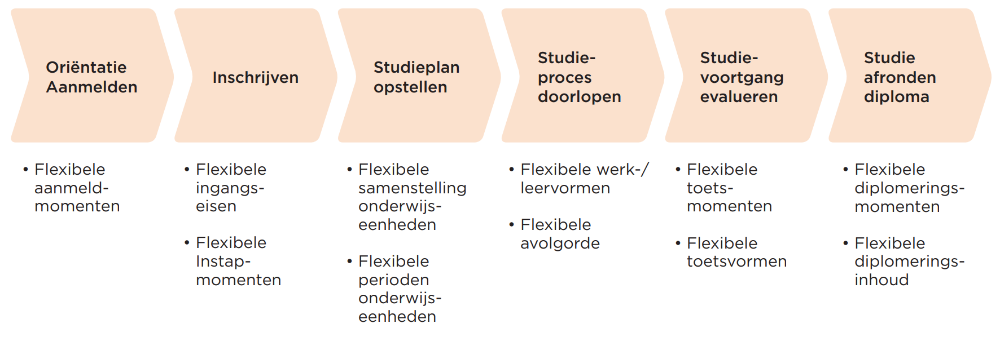 Oriëntatie
Aanmelden
Inschrijven
Studieplan
opstellen
Studie-
proces
doorlopen
Studie-
voortgang
evalueren
Studie
afronden
diploma
• Flexibele
aanmeld-
momenten
• Flexibele
ingangs-
eisen
• Flexibele
Instap-
momenten
• Flexibele
samenstelling
onderwijs-
eenheden
• Flexibele
perioden
onderwijs-
eenheden
• Flexibele werk-/
leervormen
• Flexibele
avolgorde
• Flexibele
toets-
momenten
• Flexibele
toetsvormen
• Flexibele
diplomerings-
momenten
• Flexibele
diplomerings-
inhoud